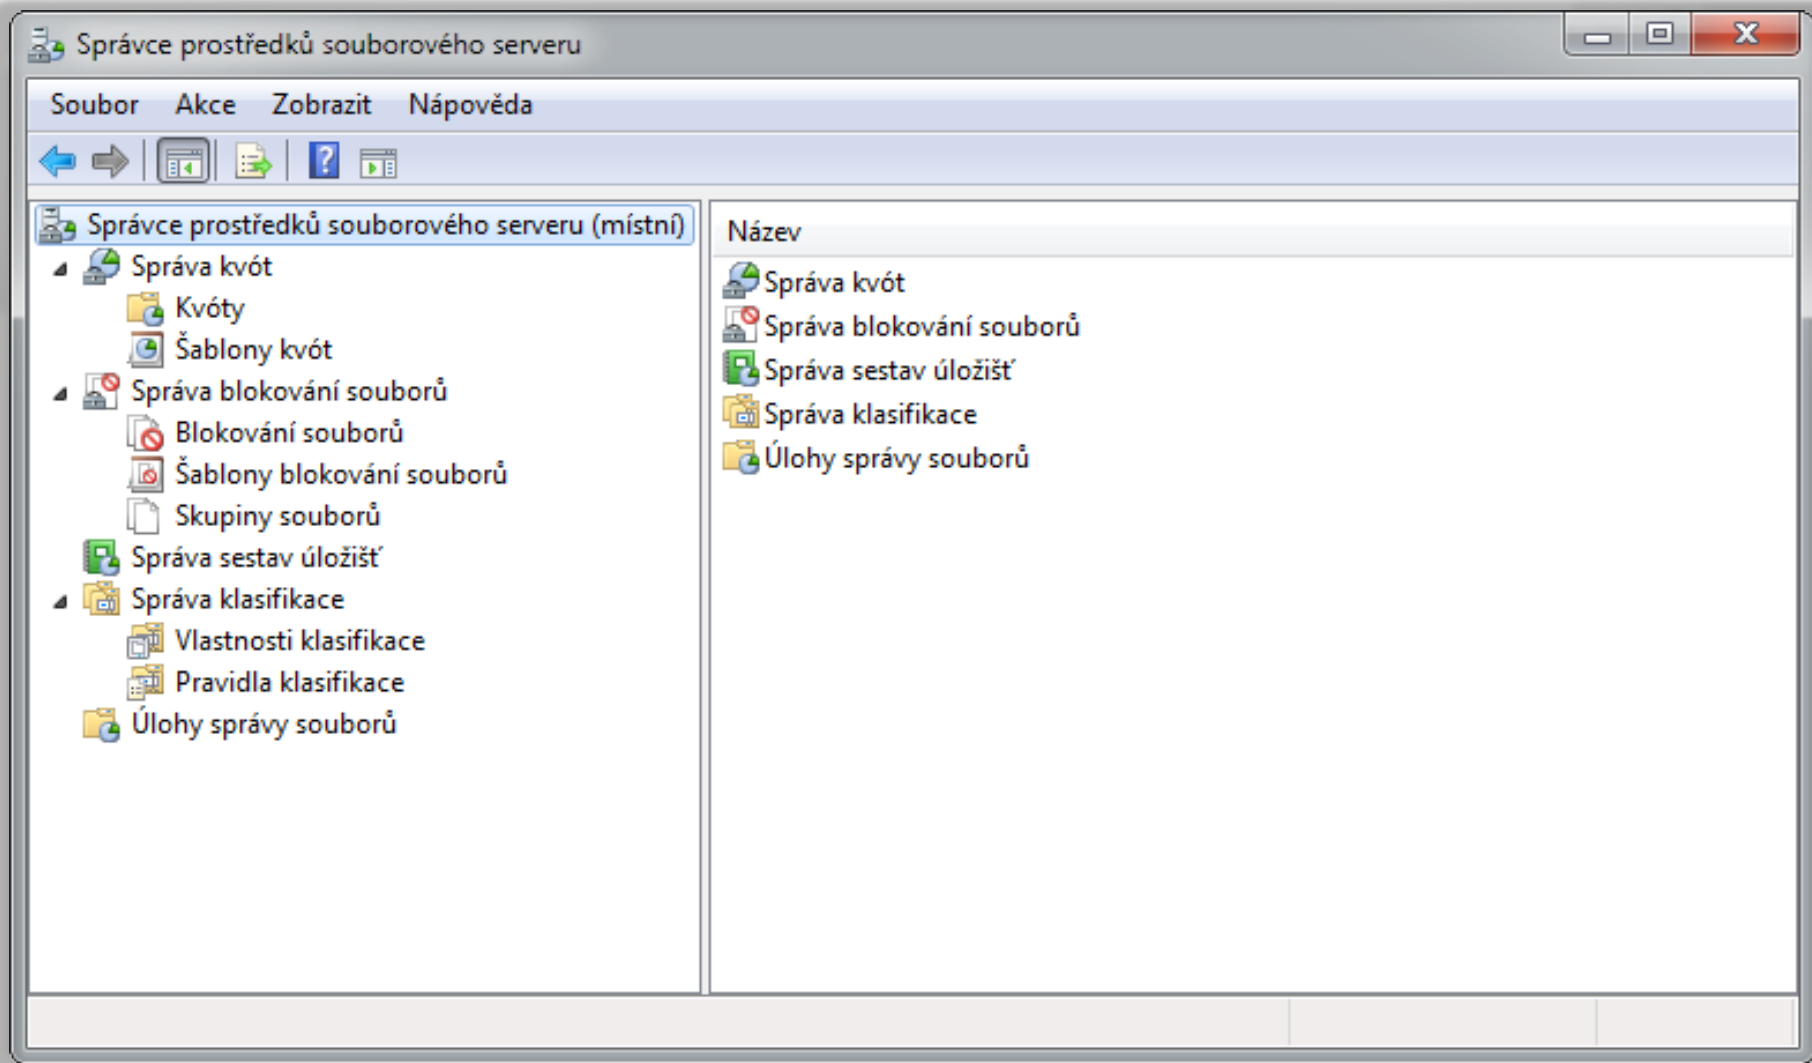 Správce prostředků souborového serveru
Soubor Akce Zobrazit Nápověda
Správce prostředků souborového serveru (místní)
Správa kvót
Kvóty
Šablony kvót
Správa blokování souborů
Blokování souborů
Šablony blokování souborů
Skupiny souborů
Správa sestav úložišť
Správa klasifikace
Vlastnosti klasifikace
Pravidla klasifikace
Úlohy správy souborů
Název
Správa kvót
Správa blokování souborů
Správa sestav úložišť
Správa klasifikace
Úlohy správy souborů